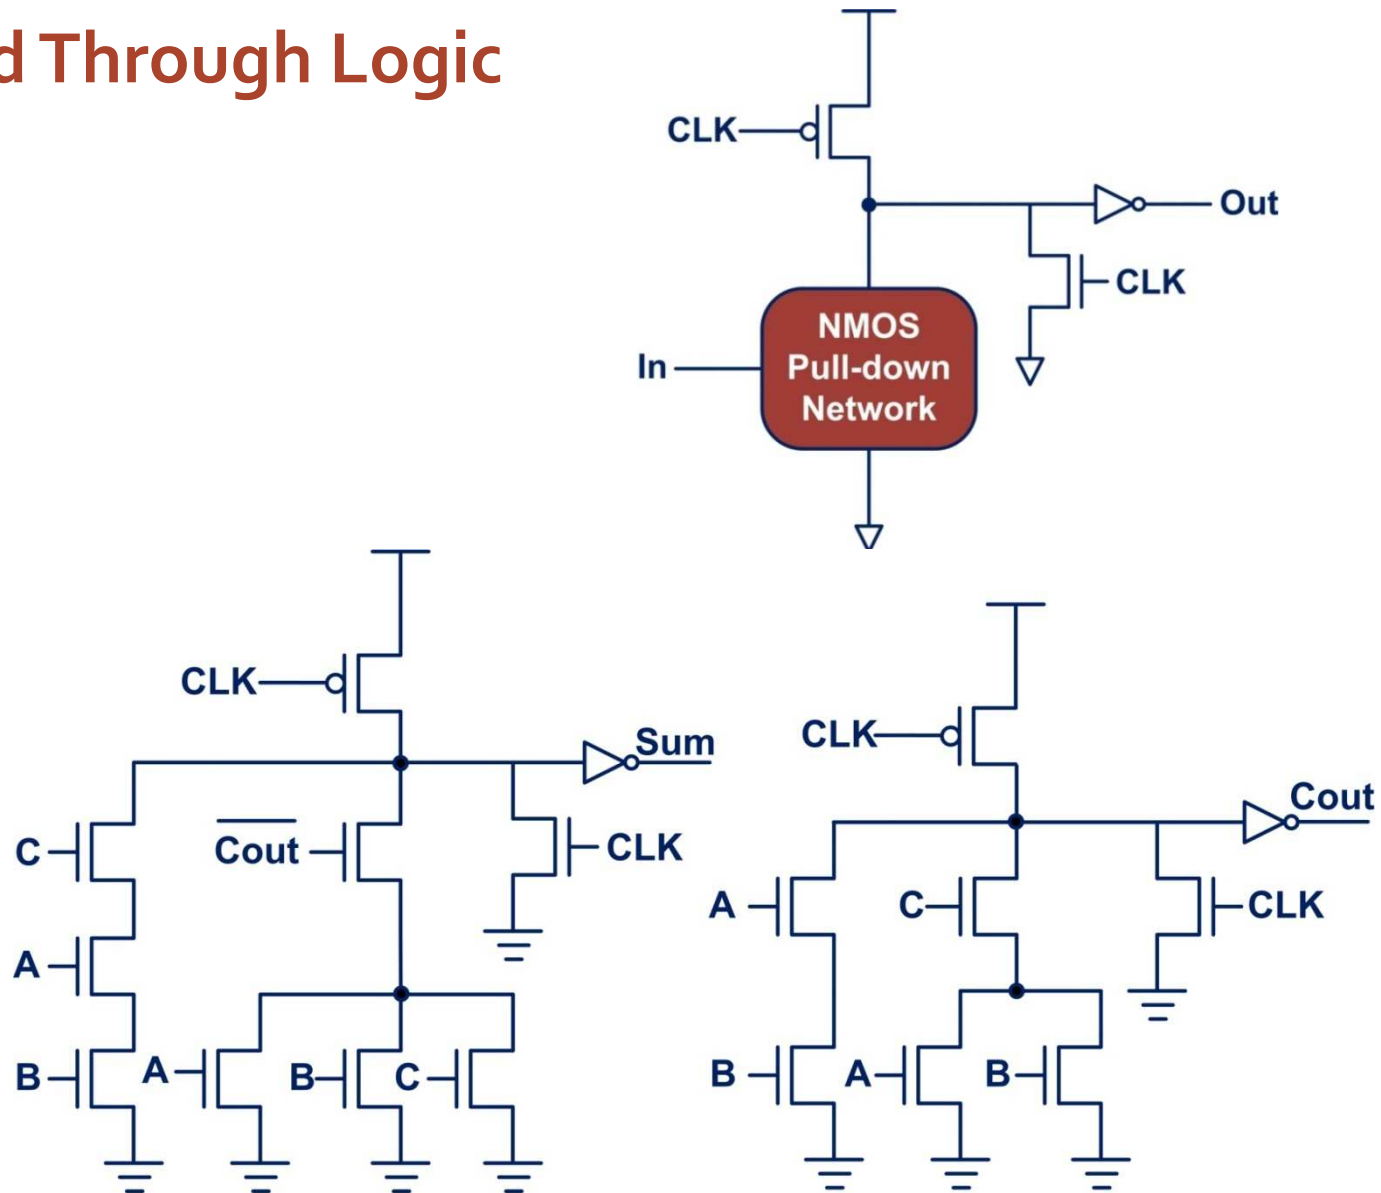 d Through Logic
CLK
Out
CLK
NMOS
Pull-down
Network
In
CLK
Sum
C
Cout
CLK
A
B
A
B
C
CLK
Cout
A
C
CLK
B
A
B